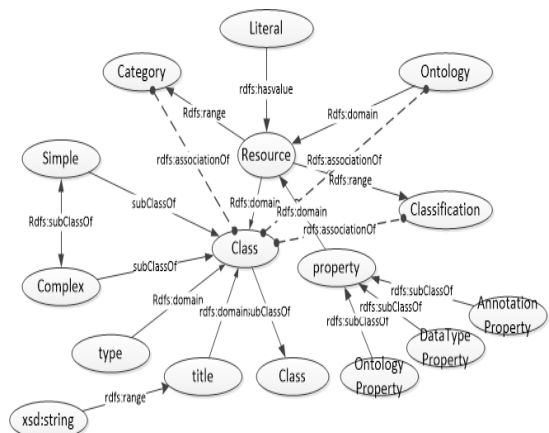 Literal
Category
Ontology
rdfs:hasvalue
Rdfs:range
Rdfs:domain
Simple
rdfs:associationOf
Resource
Rdfs:associationOf
Rdfs:range
subClassOf
Rdfs:domain
Rdfs:domain
Classification
Rdfs:subClassOf
rdfs:associationOf
Class
subClassOf
property
Complex
rdfs:subClassOf
Rdfs:domain
Annotation
Property
rdfs:domain
subClassOf
rdfs:subClassOf
rdfs:subClassOf
DataType
Property
type
title
Class
Ontology
Property
rdfs:range
xsd:string